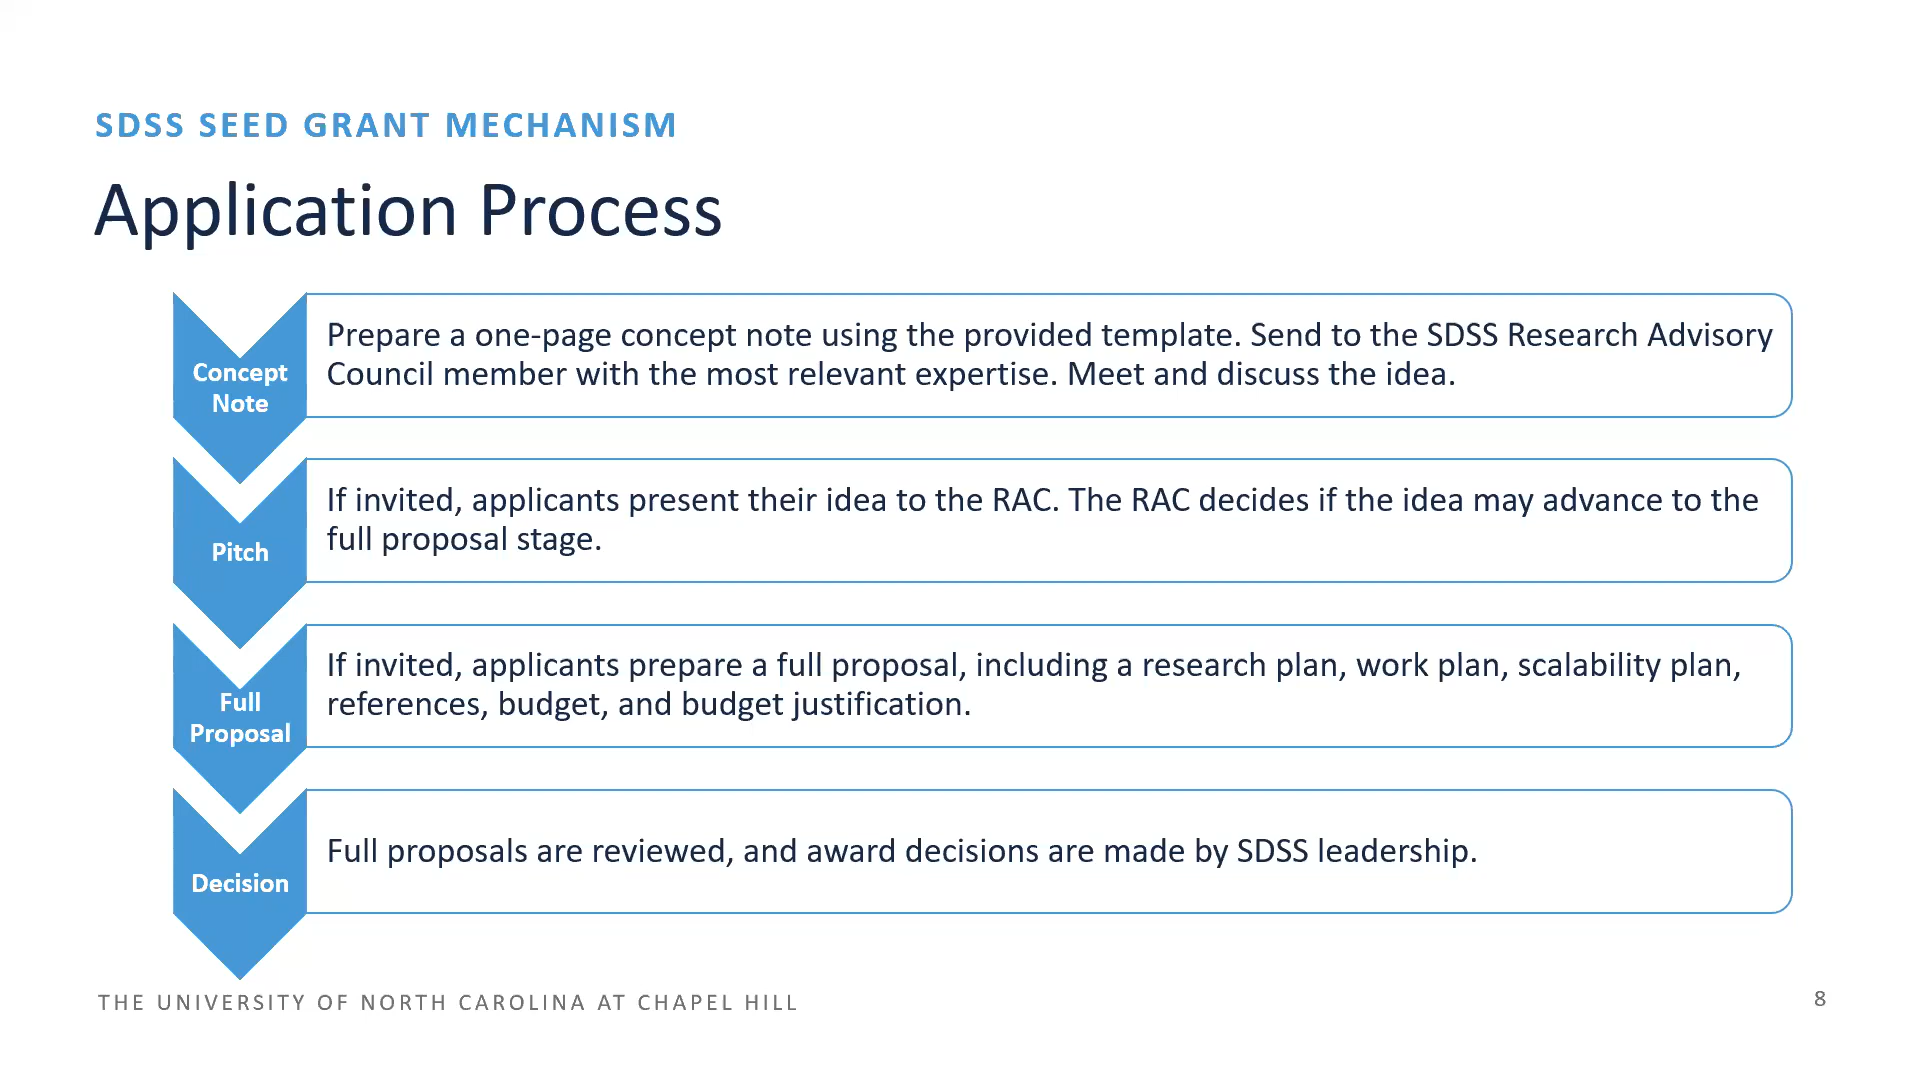 SDSS SEED GRANT MECHANISM
Application Process
Concept
Note
Prepare a one-page concept note using the provided template. Send to the SDSS Research Advisory
Council member with the most relevant expertise. Meet and discuss the idea.
Pitch
If invited, applicants present their idea to the RAC. The RAC decides if the idea may advance to the
full proposal stage.
Full
Proposal
If invited, applicants prepare a full proposal, including a research plan, work plan, scalability plan,
references, budget, and budget justification.
Decision
Full proposals are reviewed, and award decisions are made by SDSS leadership.
THE UNIVERSITY OF NORTH CAROLINA AT CHAPEL HILL
8